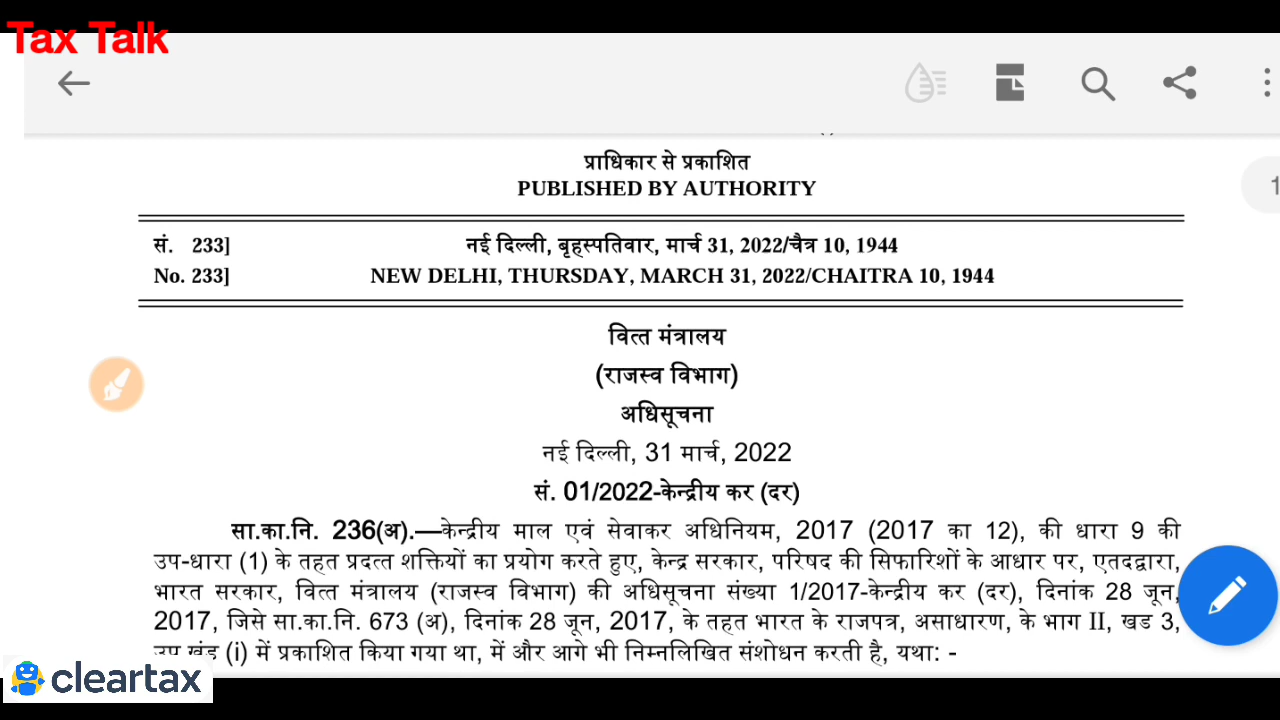 Tax Talk
प्राधिकार से प्रकाशित
PUBLISHED BY AUTHORITY
1
सं. 233] नई दिल्ली, बृहस्पतिवार, मार्च 31, 2022/चैत्र 10, 1944
No. 233] NEW DELHI, THURSDAY, MARCH 31, 2022/CHAITRA 10, 1944
वित्त मंत्रालय
(राजस्व विभाग)
अधिसूचना
नई दिल्ली, 31 मार्च, 2022
सं. 01/2022-केन्द्रीय कर (दर)
सा.का.नि. 236(अ).—केन्द्रीय माल एवं सेवाकर अधिनियम, 2017 (2017 का 12), की धारा 9 की
उप-धारा (1) के तहत प्रदत्त शक्तियों का प्रयोग करते हुए, केन्द्र सरकार, परिषद की सिफारिशों के आधार पर, एतदद्वारा,
भारत सरकार, वित्त मंत्रालय (राजस्व विभाग) की अधिसूचना संख्या 1/2017-केन्द्रीय कर (दर), दिनांक 28 जून,
2017, जिसे सा.का.नि. 673 (अ), दिनांक 28 जून, 2017, के तहत भारत के राजपत्र, असाधारण, के भाग II, खड 3,
उप खंड (i) में प्रकाशित किया गया था, में और आगे भी निम्नलिखित संशोधन करती है, यथा: -
cleartax